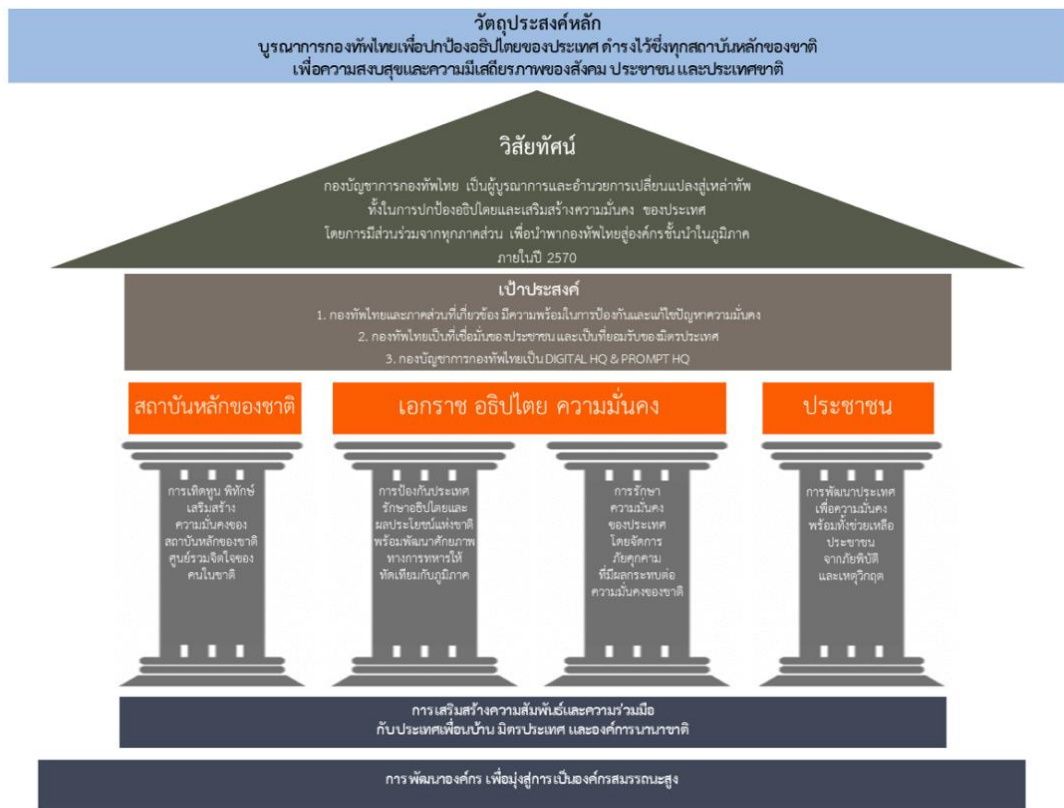 วัตถุประสงค์หลัก
บูรณาการกองทัพไทยเพื่อปกป้องอธิปไตยของประเทศ ดำรงไว้ซึ่งทุกสถาบันหลักของชาติ
เพื่อความสงบสุขและความมีเสถียรภาพของสังคม ประชาชน และประเทศชาติ
วิสัยทัศน์
กองบัญชาการกองทัพไทย เป็นผู้บูรณาการและอำนวยการเปลี่ยนแปลงสู่เหล่าทัพ
ทั้งในการปกป้องอธิปไตยและเสริมสร้างความมั่นคง ของประเทศ
โดยการมีส่วนร่วมจากทุกภาคส่วน เพื่อนำพากองทัพไทยสู่องค์กรชั้นนำในภูมิภาค
ภายในปี 2570
เป้าประสงค์
1. กองทัพไทยและภาคส่วนที่เกี่ยวข้อง มีความพร้อมในการป้องกันและแก้ไขปัญหาความมั่นคง
2. กองทัพไทยเป็นที่เชื่อมั่นของประชาชน และเป็นที่ยอมรับของมิตรประเทศ
3. กองบัญชาการกองทัพไทยเป็น DIGITAL HQ & PROMPT HQ
สถาบันหลักของชาติ
เอกราช อธิปไตย ความมั่นคง
ประชาชน
การเทิดทูน พิทักษ์
เสริมสร้าง
ความมั่นคงของ
สถาบันหลักของชาติ
ศูนย์รวมจิตใจของ
คนในชาติ
การป้องกันประเทศ
รักษาอธิปไตยและ
ผลประโยชน์แห่งชาติ
พร้อมพัฒนาศักยภาพ
ทางการทหารให้
ทัดเทียมกับภูมิภาค
การรักษา
ความมั่นคง
ของประเทศ
โดยจัดการ
ภัยคุกคาม
ที่มีผลกระทบต่อ
ความมั่นคงของชาติ
การพัฒนาประเทศ
เพื่อความมั่นคง
พร้อมทั้งช่วยเหลือ
ประชาชน
จากภัยพิบัติ
และเหตุวิกฤต
การเสริมสร้างความสัมพันธ์และความร่วมมือ
กับประเทศเพื่อนบ้าน มิตรประเทศ และองค์การนานาชาติ
การพัฒนาองค์กร เพื่อมุ่งสู่การเป็นองค์กรสมรรถนะสูง